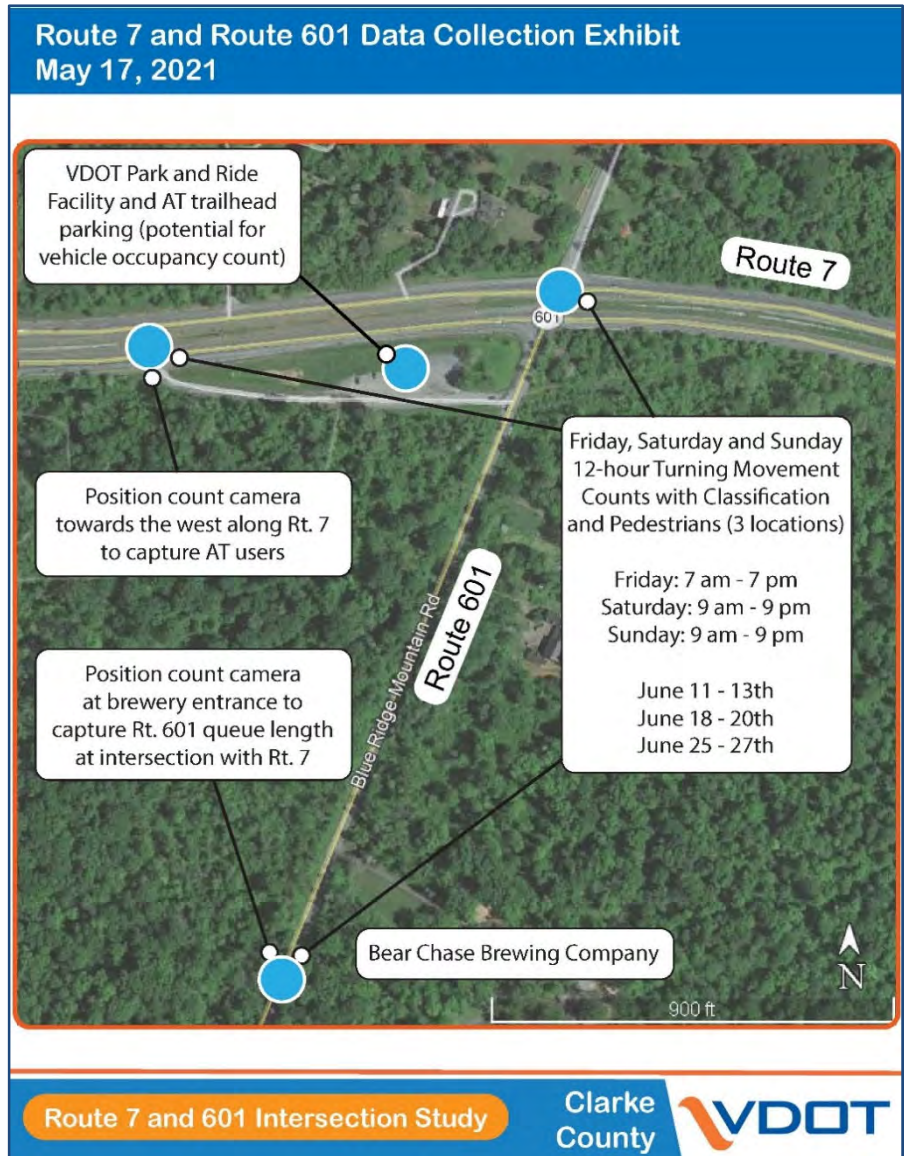 Route 7 and Route 601 Data Collection Exhibit
May 17, 2021
VDOT Park and Ride
Facility and AT trailhead
parking (potential for
vehicle occupancy count)
Route 7
601
Friday, Saturday and Sunday
12-hour Turning Movement
Counts with Classification
and Pedestrians (3 locations)
Friday: 7 am - 7 pm
Saturday: 9 am - 9 pm
Sunday: 9 am - 9 pm
June 11 - 13th
June 18 - 20th
June 25 - 27th
Position count camera
towards the west along Rt. 7
to capture AT users
Blue Ridge Mountain Rd
Route 601
Position count camera
at brewery entrance to
capture Rt. 601 queue length
at intersection with Rt. 7
Bear Chase Brewing Company
N
900 ft
Route 7 and 601 Intersection Study
Clarke
County
VDOT